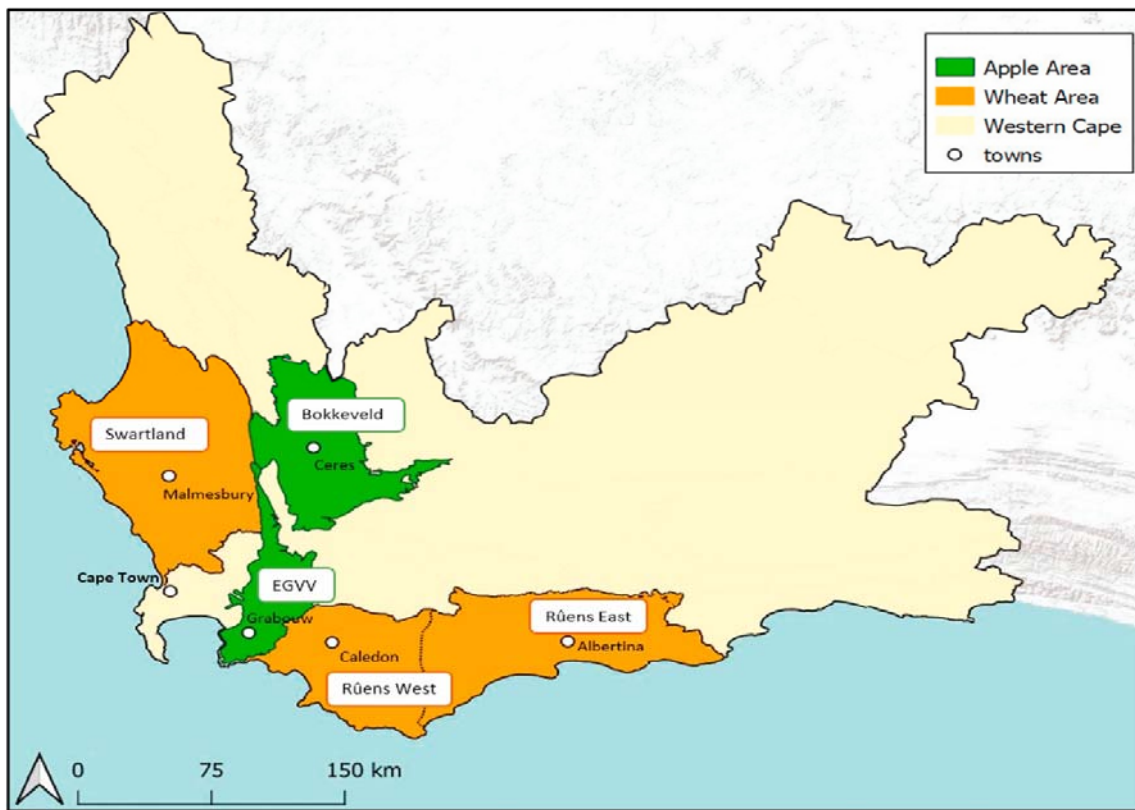 Apple Area
Wheat Area
Western Cape
towns
Bokkeveld
Swartland
Ceres
Malmesbury
Cape Town
EGVV
Grabouw
Rûens East
Caledon
Albertina
Rûens West
0 75 150 km